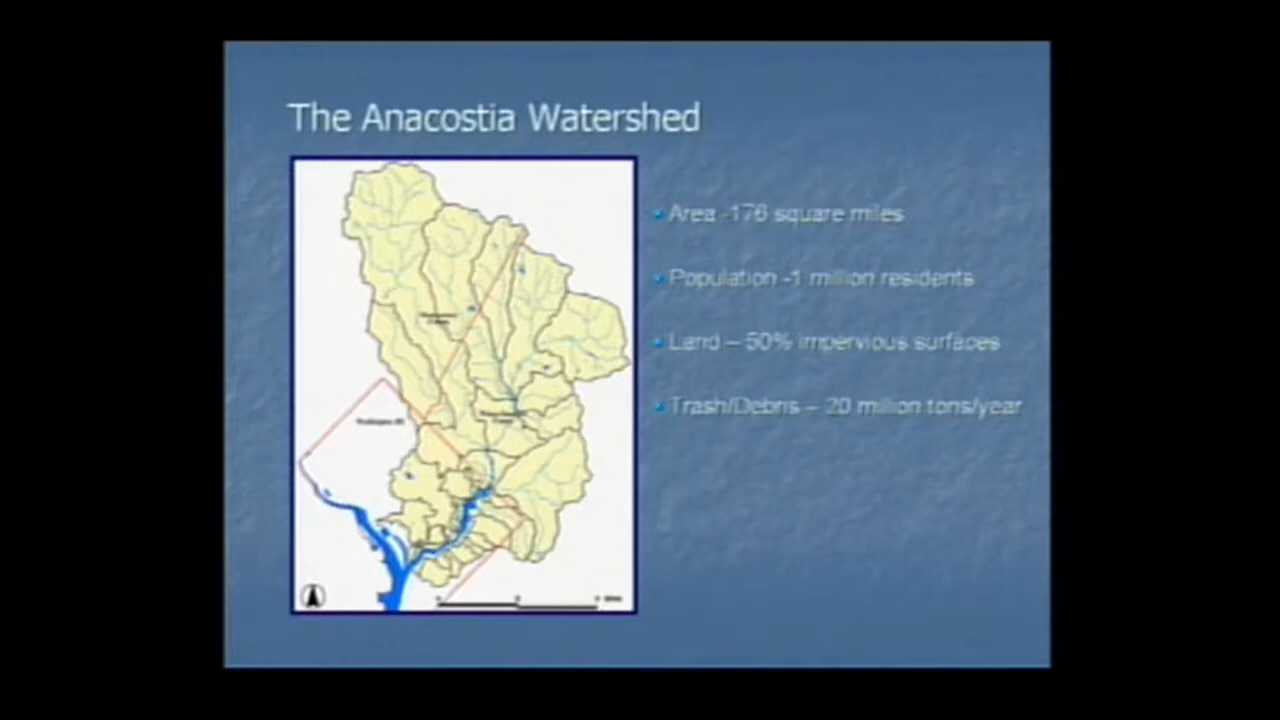 The Anacostia Watershed
Area -176 square miles
Population -1 million residents
Land – 50% impervious surfaces
Trash/Debris – 20 million tons/year